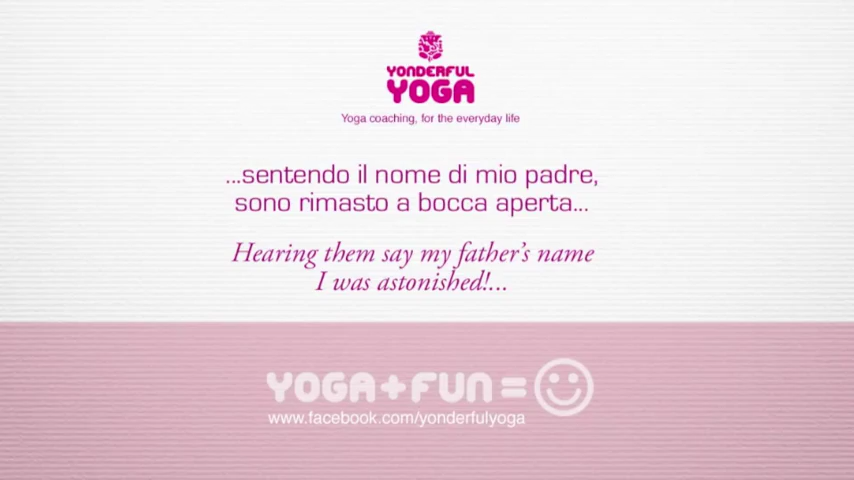 YONDERFUL
YOGA
Yoga coaching, for the everyday life
...sentendo il nome di mio padre,
sono rimasto a bocca aperta...
Hearing them say my father's name
I was astonished!...
YOGA+FUN=
www.facebook.com/yonderfulyoga